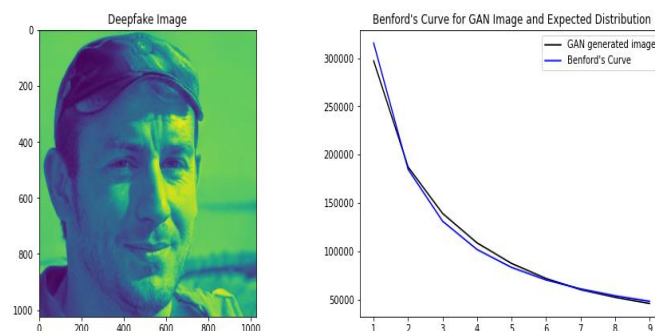 Deepfake Image
0
200
400
600
800
1000
0 200 400 600 800 1000
Benford's Curve for GAN Image and Expected Distribution
GAN generated image
Benford's Curve
300000
250000
200000
150000
100000
50000
1 2 3 4 5 6 7 8 9